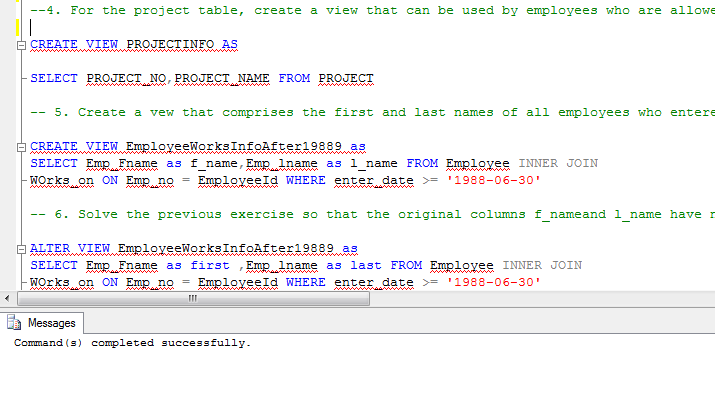 --4. For the project table, create a view that can be used by employees who are allowe
CREATE VIEW PROJECTINFO AS
SELECT PROJECT_NO,PROJECT_NAME FROM PROJECT
-- 5. Create a vew that comprises the first and last names of all employees who entere
CREATE VIEW EmployeeWorksInfoAfter19889 as
SELECT Emp_Fname as f_name,Emp_lname as l_name FROM Employee INNER JOIN
WOrks_on ON Emp_no = EmployeeId WHERE enter_date >= '1988-06-30'
-- 6. Solve the previous exercise so that the original columns f_nameand l_name have n
ALTER VIEW EmployeeWorksInfoAfter19889 as
SELECT Emp_Fname as first ,Emp_lname as last FROM Employee INNER JOIN
WOrks_on ON Emp_no = EmployeeId WHERE enter_date >= '1988-06-30'
Messages
Command(s) completed successfully.